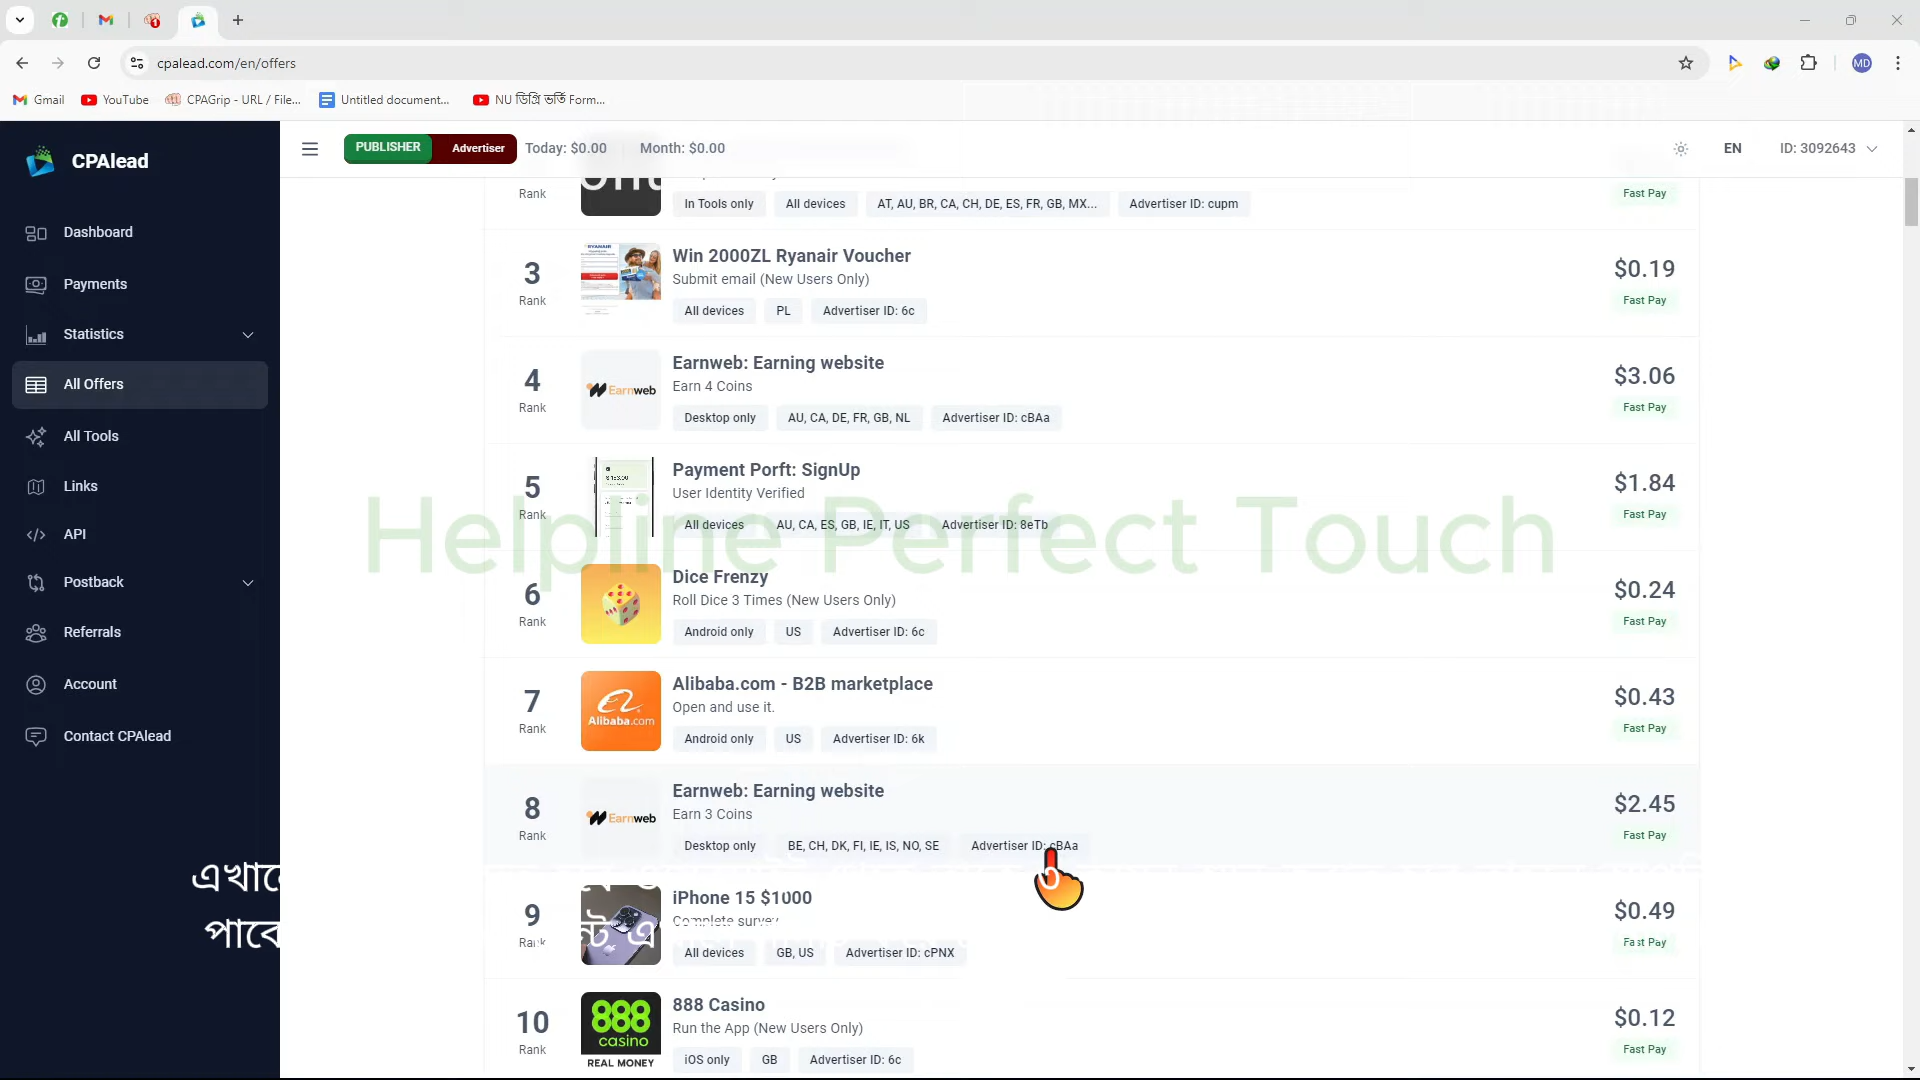 cpalead.com/en/offers
MD
Gmail
YouTube
CPAGrip - URL / File...
Untitled document...
NU ডিগ্রি ভর্তি Form...
CPAlead
PUBLISHER
Advertiser
Today: $0.00
Month: $0.00
EN
ID: 3092643
Dashboard
Payments
Statistics
All Offers
All Tools
Links
API
Postback
Referrals
Account
Contact CPAlead
Rank
In Tools only
All devices
AT, AU, BR, CA, CH, DE, ES, FR, GB, MX...
Advertiser ID: cupm
Fast Pay
3
Rank
Win 2000ZL Ryanair Voucher
Submit email (New Users Only)
All devices
PL
Advertiser ID: 6c
$0.19
Fast Pay
4
Rank
Earnweb
Earnweb: Earning website
Earn 4 Coins
Desktop only
AU, CA, DE, FR, GB, NL
Advertiser ID: cBAa
$3.06
Fast Pay
5
Rank
Payment Porft: SignUp
User Identity Verified
All devices
AU, CA, ES, GB, IE, IT, US
Advertiser ID: 8eTb
$1.84
Fast Pay
Helpline Perfect Touch
6
Rank
Dice Frenzy
Roll Dice 3 Times (New Users Only)
Android only
US
Advertiser ID: 6c
$0.24
Fast Pay
7
Rank
Alibaba.com
Alibaba.com - B2B marketplace
Open and use it.
Android only
US
Advertiser ID: 6k
$0.43
Fast Pay
8
Rank
Earnweb
Earnweb: Earning website
Earn 3 Coins
Desktop only
BE, CH, DK, FI, IE, IS, NO, SE
Advertiser ID: cBAa
$2.45
Fast Pay
9
Rank
iPhone 15 $1000
Complete survey
All devices
GB, US
Advertiser ID: cPNX
$0.49
Fast Pay
10
Rank
888 casino
REAL MONEY
888 Casino
Run the App (New Users Only)
iOS only
GB
Advertiser ID: 6c
$0.12
Fast Pay